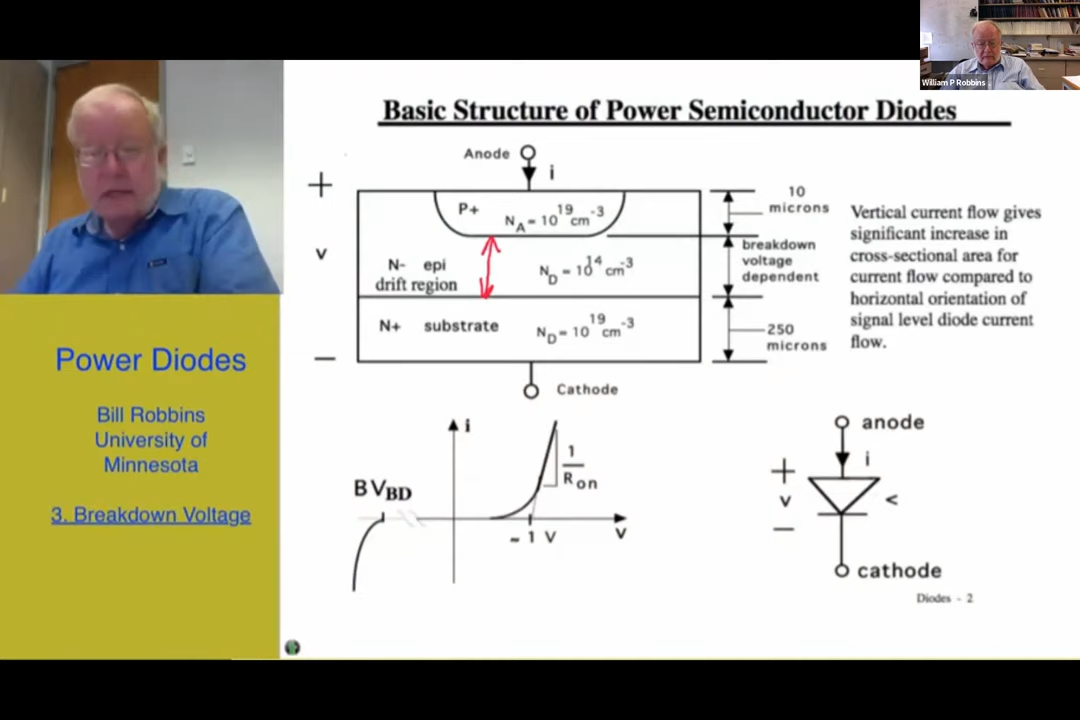 William P Robbins
Basic Structure of Power Semiconductor Diodes
Anode
i
+
v
−
P+
N_A = 10^19 cm^-3
10
microns
N- epi
drift region
N_D = 10^14 cm^-3
breakdown
voltage
dependent
N+ substrate
N_D = 10^19 cm^-3
250
microns
Cathode
Vertical current flow gives
significant increase in
cross-sectional area for
current flow compared to
horizontal orientation of
signal level diode current
flow.
Power Diodes
Bill Robbins
University of
Minnesota
3. Breakdown Voltage
i
1
R_on
BV_BD
~ 1 V
v
anode
i
+
v
−
<
cathode
Diodes - 2